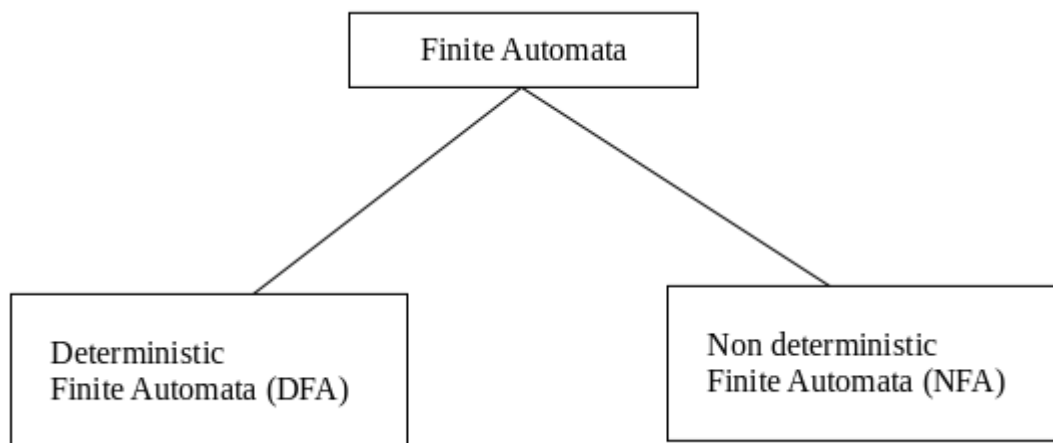 Finite Automata
Deterministic
Finite Automata (DFA)
Non deterministic
Finite Automata (NFA)